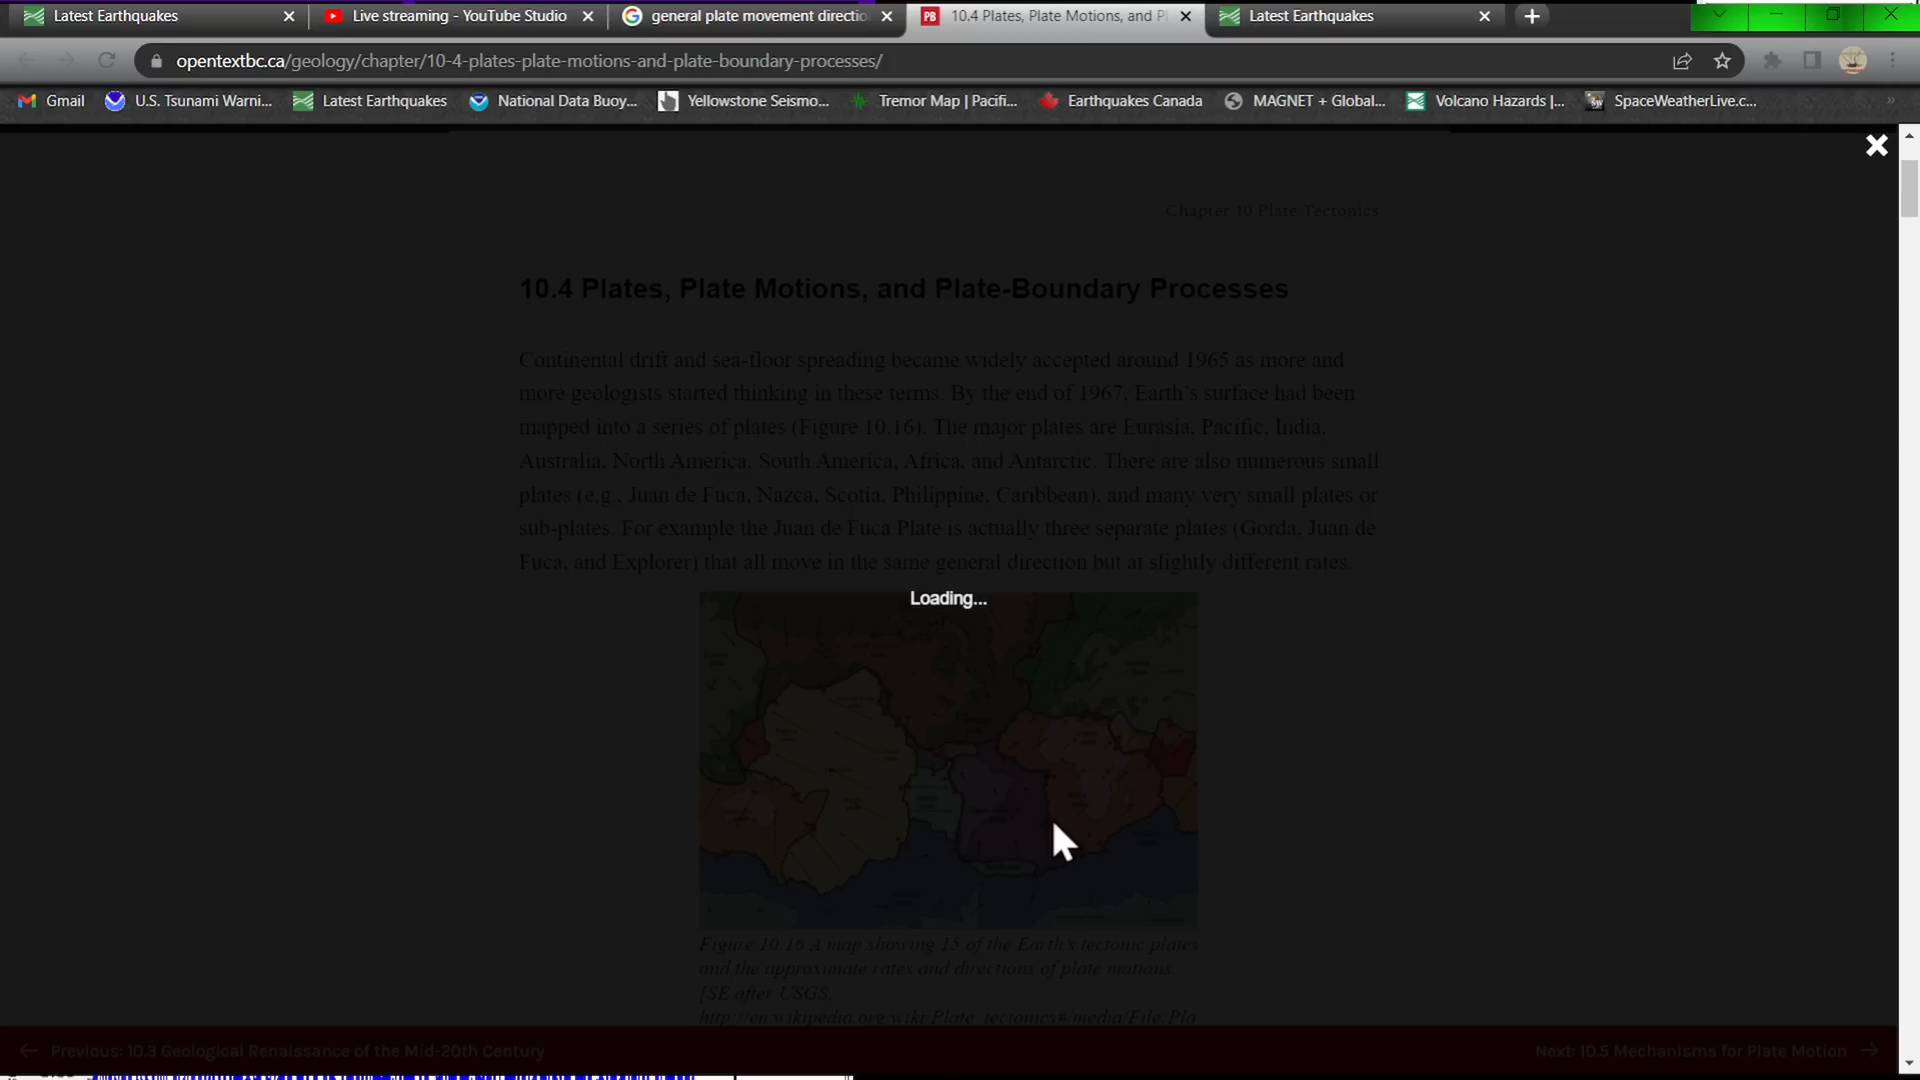 Latest Earthquakes
Live streaming - YouTube Studio
general plate movement directio
PB
10.4 Plates, Plate Motions, and Pl
Latest Earthquakes
opentextbc.ca/geology/chapter/10-4-plates-plate-motions-and-plate-boundary-processes/
Gmail
U.S. Tsunami Warni...
Latest Earthquakes
National Data Buoy...
Yellowstone Seismo...
Tremor Map | Pacifi...
Earthquakes Canada
MAGNET + Global...
Volcano Hazards |...
SpaceWeatherLive.c...
Chapter 10 Plate Tectonics
10.4 Plates, Plate Motions, and Plate-Boundary Processes
Continental drift and sea-floor spreading became widely accepted around 1965 as more and
more geologists started thinking in these terms. By the end of 1967, Earth's surface had been
mapped into a series of plates (Figure 10.16). The major plates are Eurasia, Pacific, India,
Australia, North America, South America, Africa, and Antarctic. There are also numerous small
plates (e.g., Juan de Fuca, Nazca, Scotia, Philippine, Caribbean), and many very small plates or
sub-plates. For example the Juan de Fuca Plate is actually three separate plates (Gorda, Juan de
Fuca, and Explorer) that all move in the same general direction but at slightly different rates.
Loading...
Figure 10.16 A map showing 15 of the Earth's tectonic plates
and the approximate rates and directions of plate motions.
[SE after USGS,
http://en.wikipedia.org/wiki/Plate_tectonics#/media/File:Pla
Previous: 10.3 Geological Renaissance of the Mid-20th Century
Next: 10.5 Mechanisms for Plate Motion